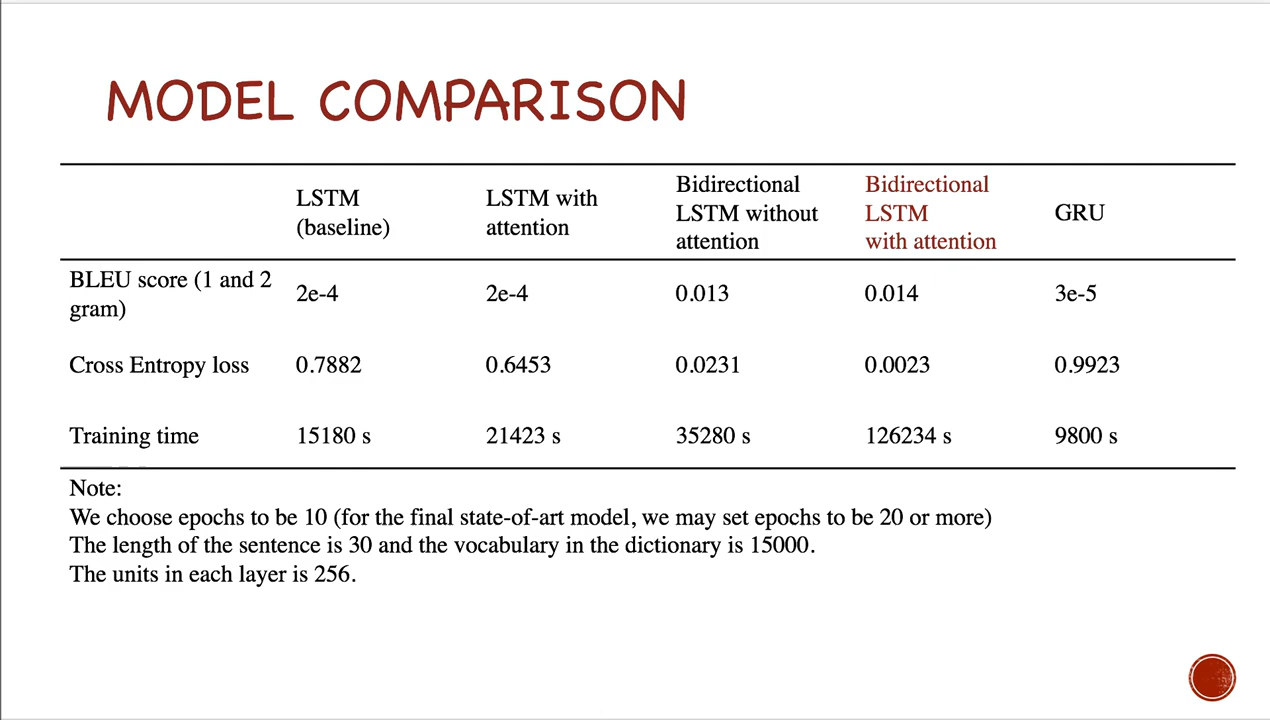 MODEL COMPARISON
LSTM (baseline) LSTM with attention Bidirectional LSTM without attention Bidirectional LSTM with attention GRU
BLEU score (1 and 2 gram) 2e-4 2e-4 0.013 0.014 3e-5
Cross Entropy loss 0.7882 0.6453 0.0231 0.0023 0.9923
Training time 15180 s 21423 s 35280 s 126234 s 9800 s
Note:
We choose epochs to be 10 (for the final state-of-art model, we may set epochs to be 20 or more)
The length of the sentence is 30 and the vocabulary in the dictionary is 15000.
The units in each layer is 256.